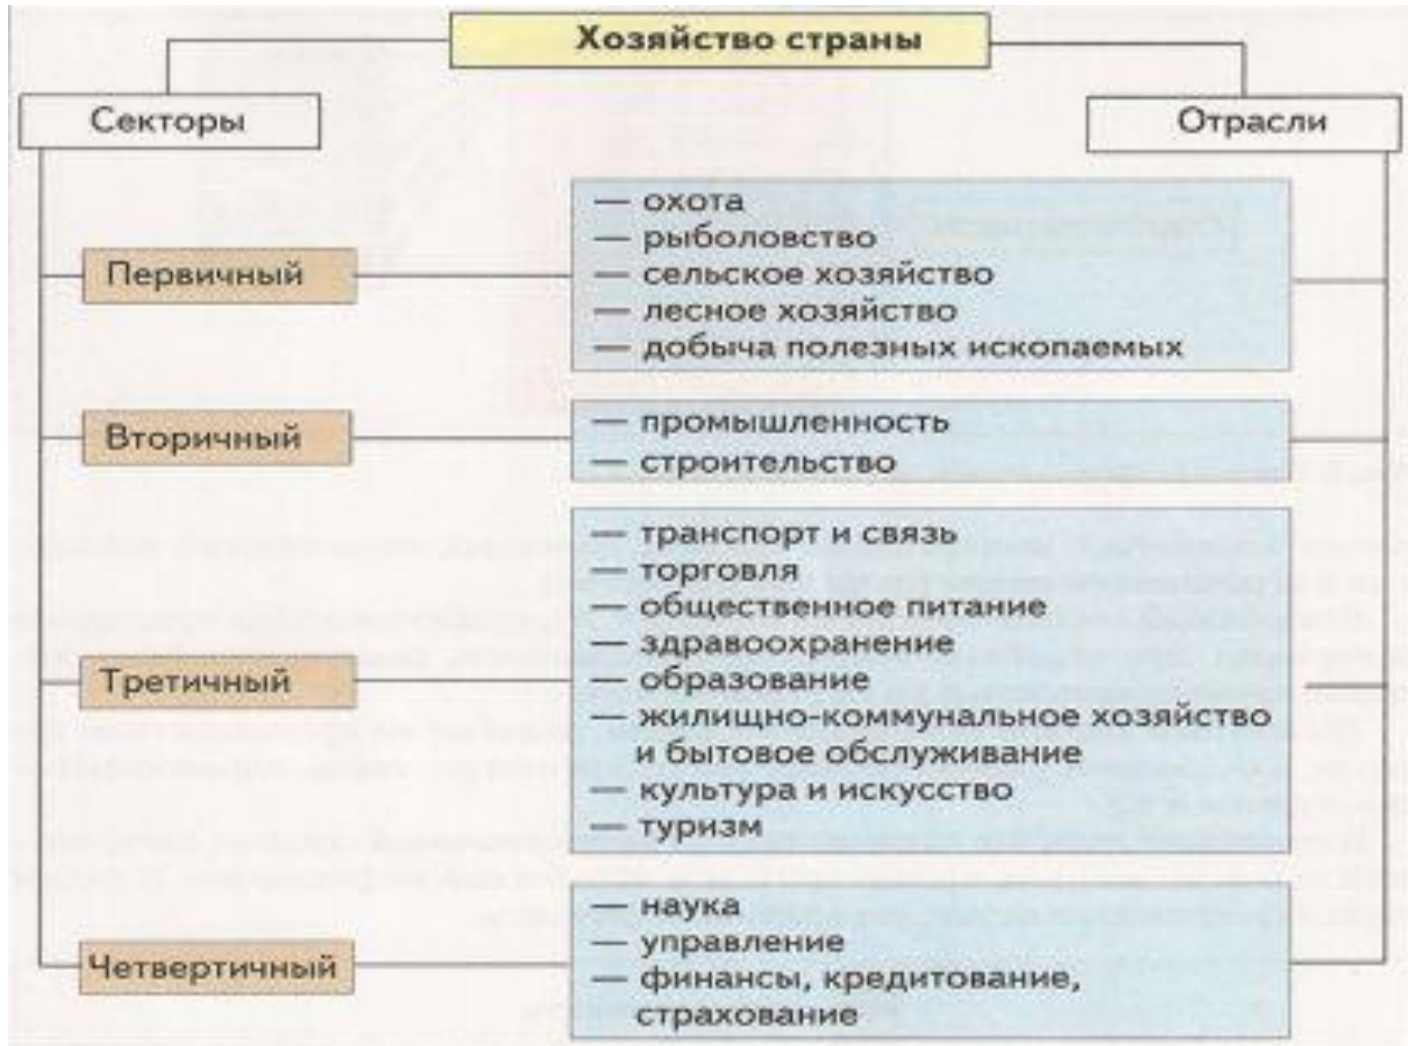 Хозяйство страны
Секторы
Отрасли
Первичный
— охота
— рыболовство
— сельское хозяйство
— лесное хозяйство
— добыча полезных ископаемых
Вторичный
— промышленность
— строительство
Третичный
— транспорт и связь
— торговля
— общественное питание
— здравоохранение
— образование
— жилищно-коммунальное хозяйство
и бытовое обслуживание
— культура и искусство
— туризм
Четвертичный
— наука
— управление
— финансы, кредитование,
страхование